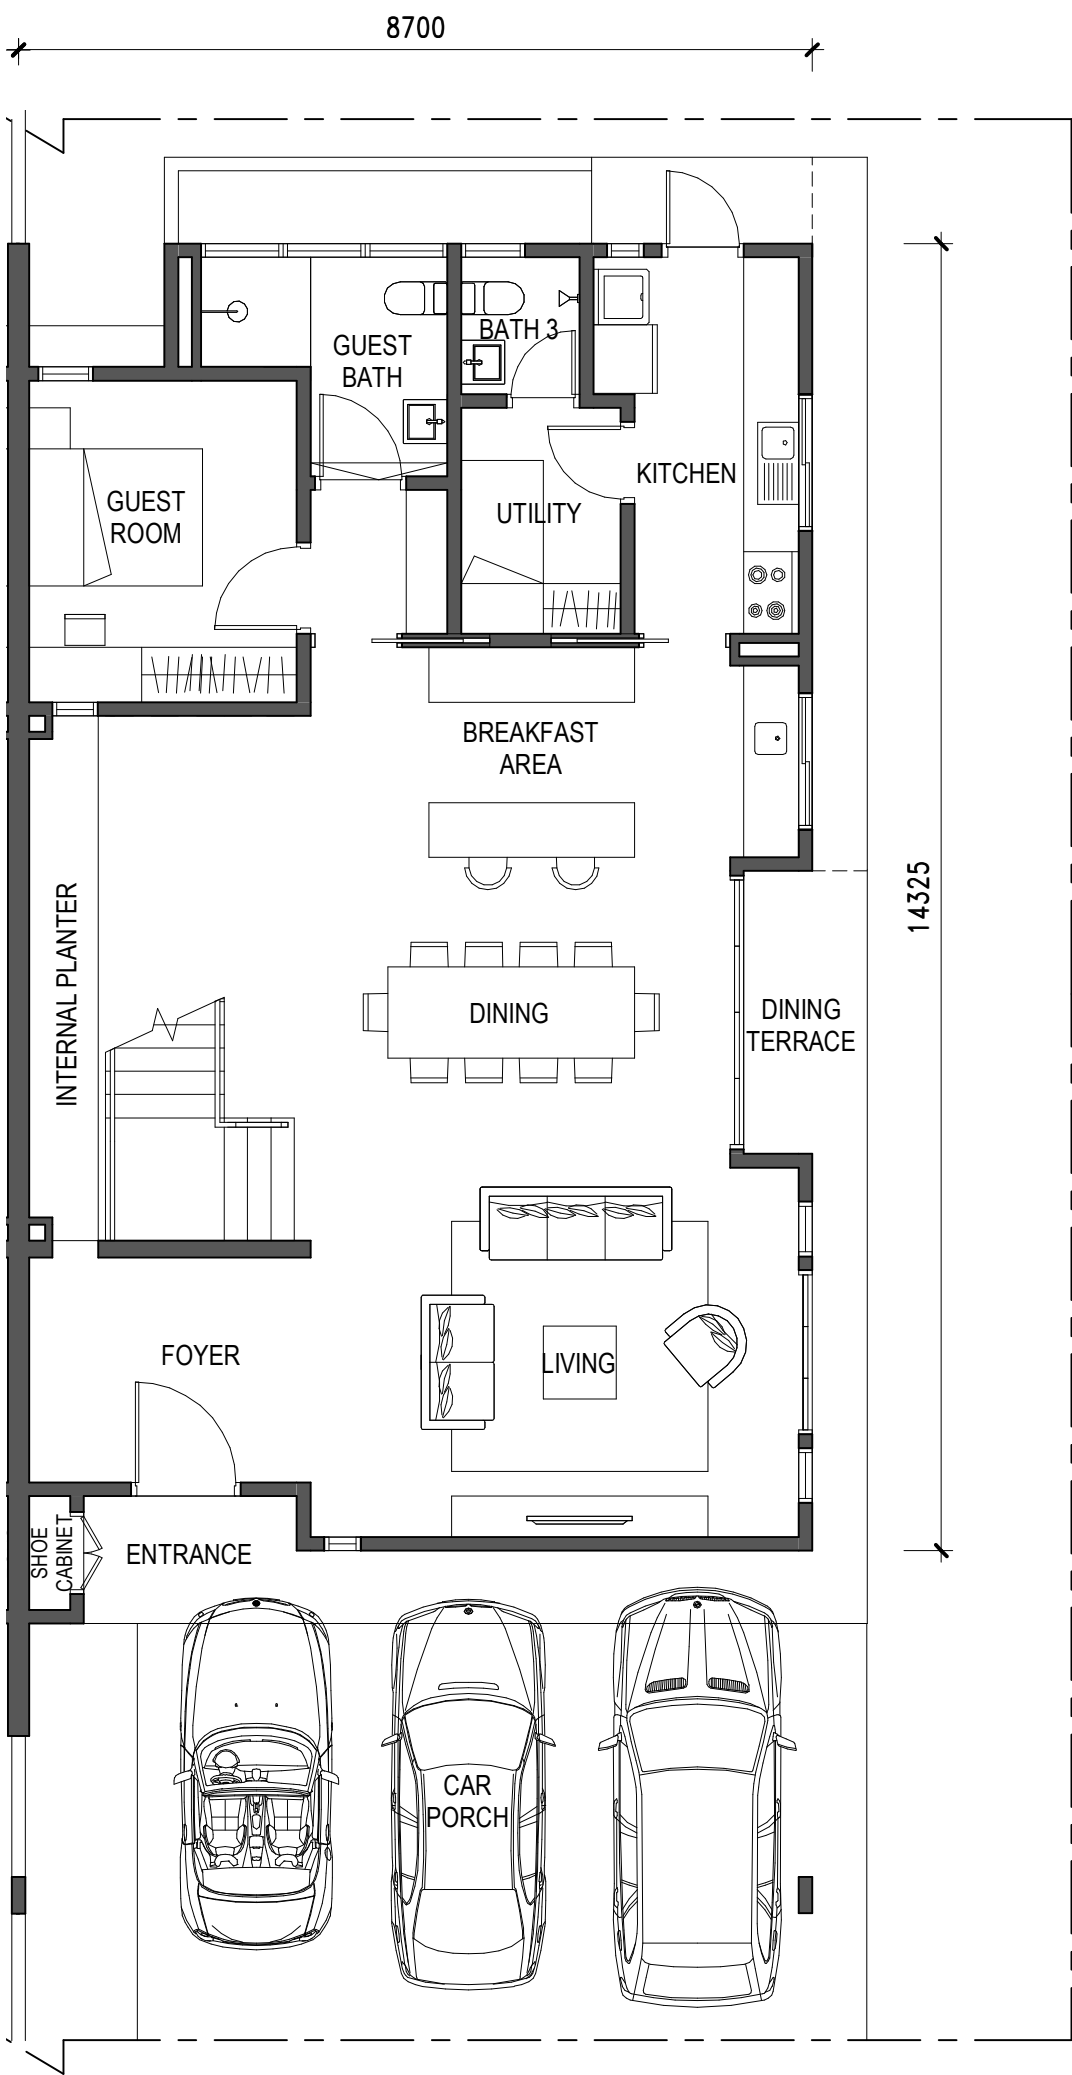 8700
BATH 3
GUEST
BATH
KITCHEN
GUEST
ROOM
UTILITY
BREAKFAST
AREA
14325
INTERNAL PLANTER
DINING
DINING
TERRACE
FOYER
LIVING
SHOE
CABINET
ENTRANCE
CAR
PORCH